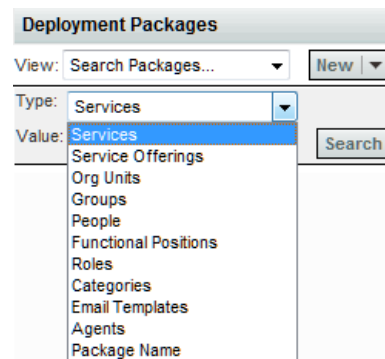 Deployment Packages
View: Search Packages... New
Type: Services
Value: Services Search
Service Offerings
Org Units
Groups
People
Functional Positions
Roles
Categories
Email Templates
Agents
Package Name